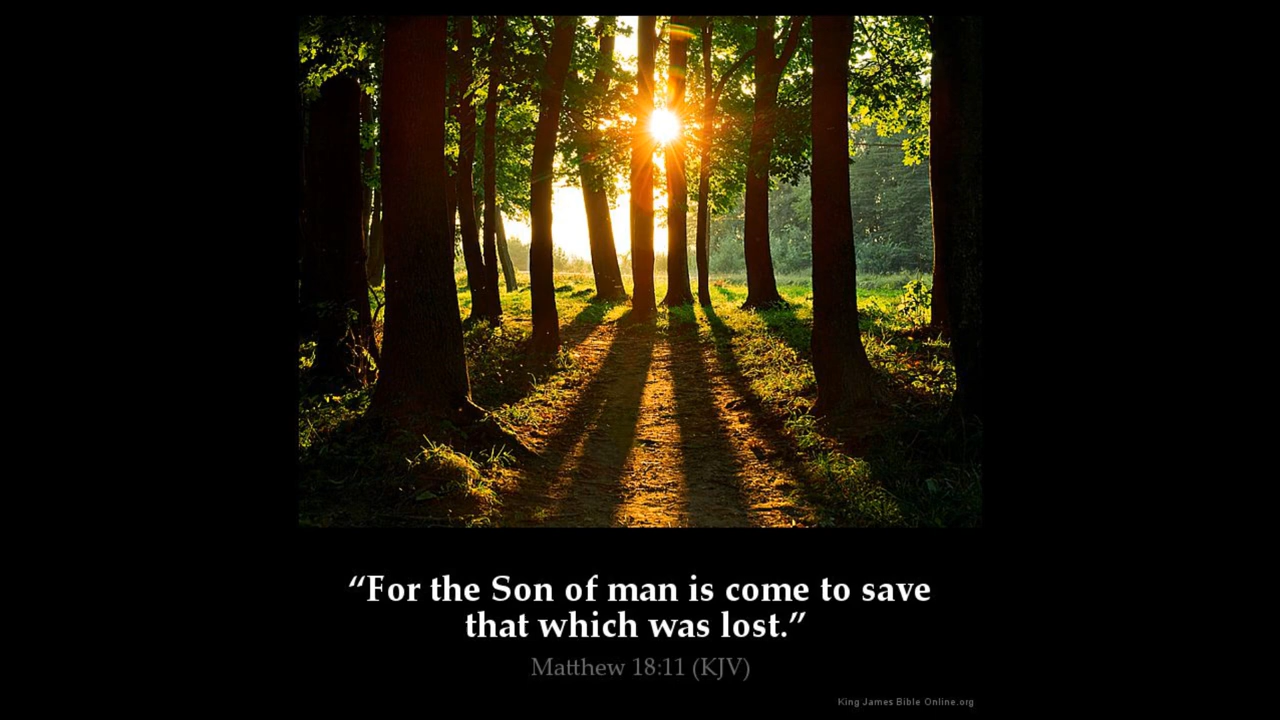 “For the Son of man is come to save
that which was lost.”
Matthew 18:11 (KJV)
King James Bible Online.org